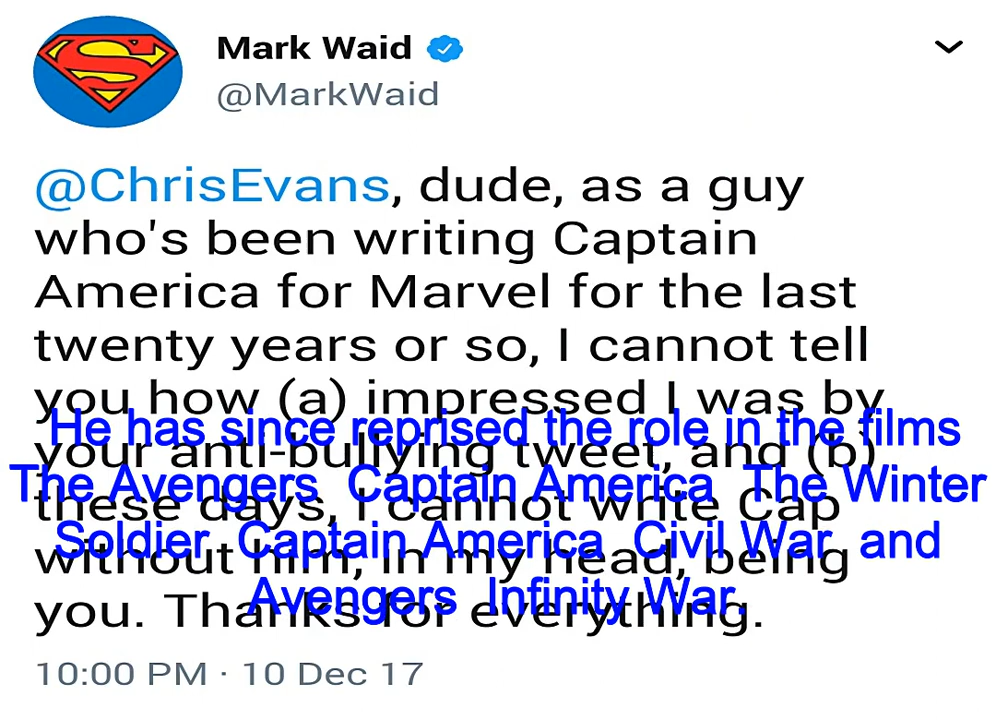 Mark Waid
@MarkWaid
@ChrisEvans, dude, as a guy
who's been writing Captain
America for Marvel for the last
twenty years or so, I cannot tell
you how (a) impressed I was by
your anti-bullying tweet, and (b)
these days, I cannot write Cap
without him, in my head, being
you. Thanks for everything.
He has since reprised the role in the films
The Avengers Captain America The Winter
Soldier Captain America Civil War and
Avengers Infinity War.
10:00 PM · 10 Dec 17